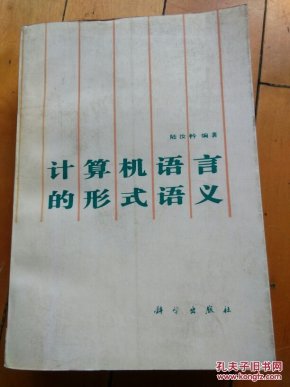 陆汝钤 编著
计算机语言
的形式语义
科学出版社
孔夫子旧书网